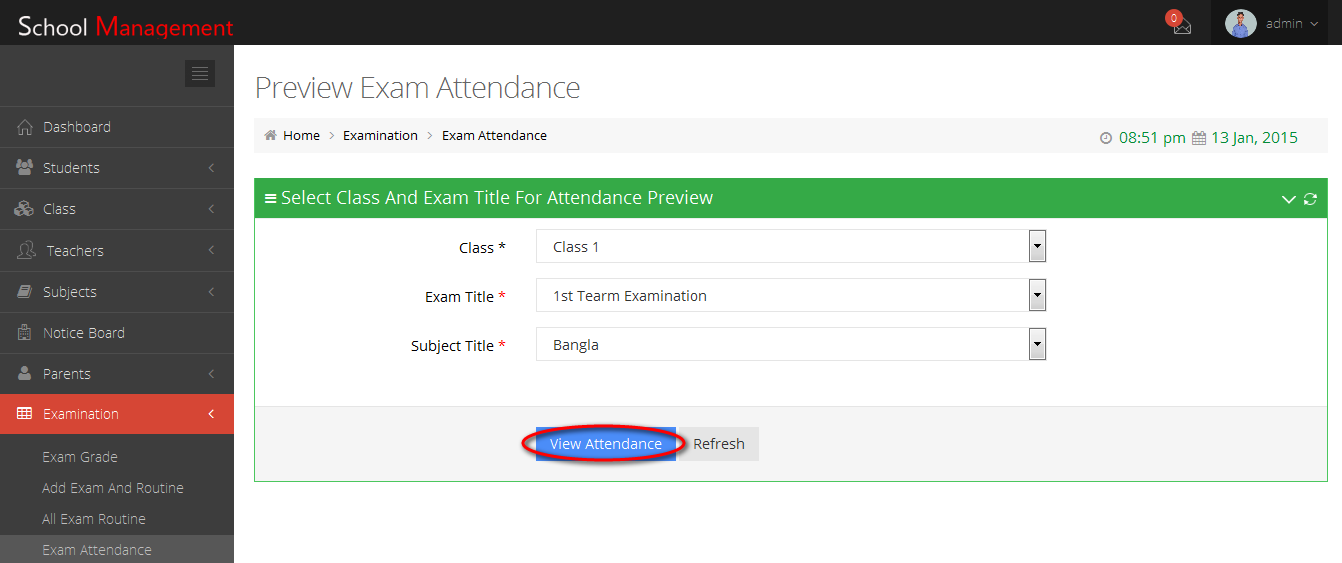 School Management
0
admin
Preview Exam Attendance
Home > Examination > Exam Attendance
08:51 pm 13 Jan, 2015
Dashboard
Students
Class
Teachers
Subjects
Notice Board
Parents
Examination
Exam Grade
Add Exam And Routine
All Exam Routine
Exam Attendance
Select Class And Exam Title For Attendance Preview
Class * Class 1
Exam Title * 1st Tearm Examination
Subject Title * Bangla
View Attendance Refresh